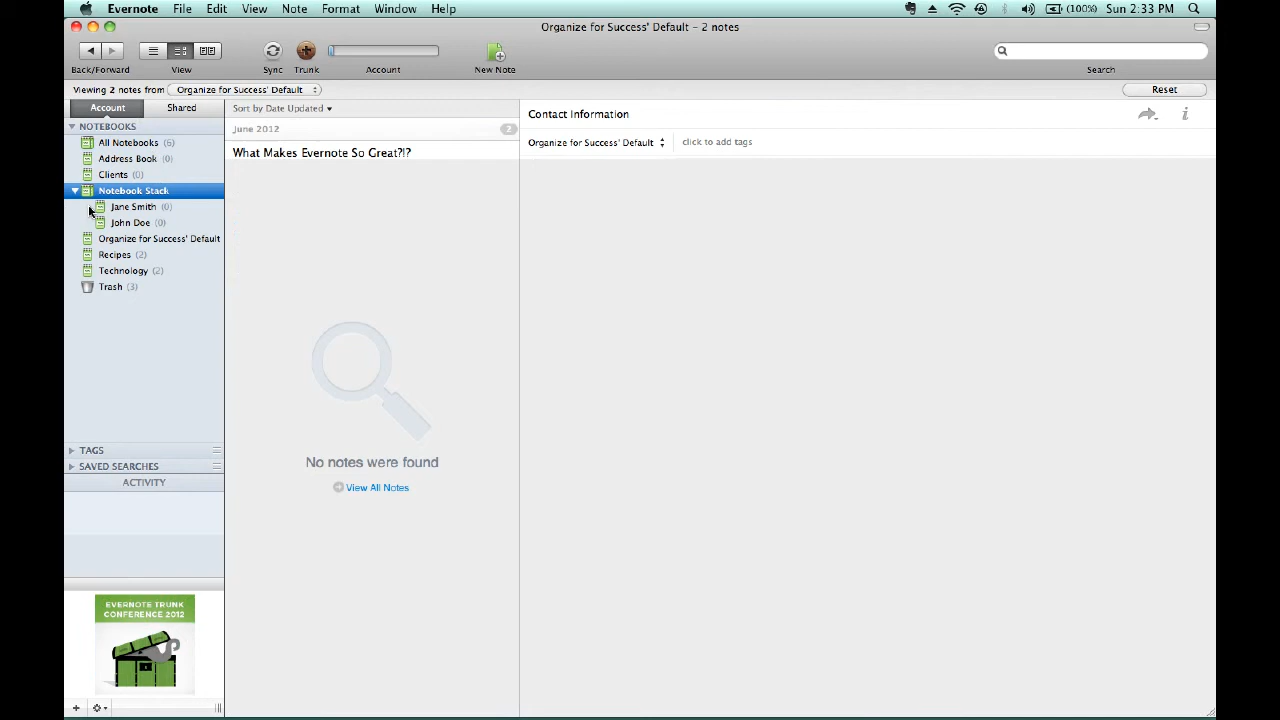 Evernote File Edit View Note Format Window Help (100%) Sun 2:33 PM
Organize for Success' Default – 2 notes
Back/Forward View Sync Trunk Account New Note Search
Viewing 2 notes from Organize for Success' Default Reset
Account Shared
NOTEBOOKS
All Notebooks (6)
Address Book (0)
Clients (0)
Notebook Stack
Jane Smith (0)
John Doe (0)
Organize for Success' Default
Recipes (2)
Technology (2)
Trash (3)
TAGS
SAVED SEARCHES
ACTIVITY
EVERNOTE TRUNK
CONFERENCE 2012
Sort by Date Updated
June 2012 2
What Makes Evernote So Great?!?
No notes were found
View All Notes
Contact Information
Organize for Success' Default click to add tags